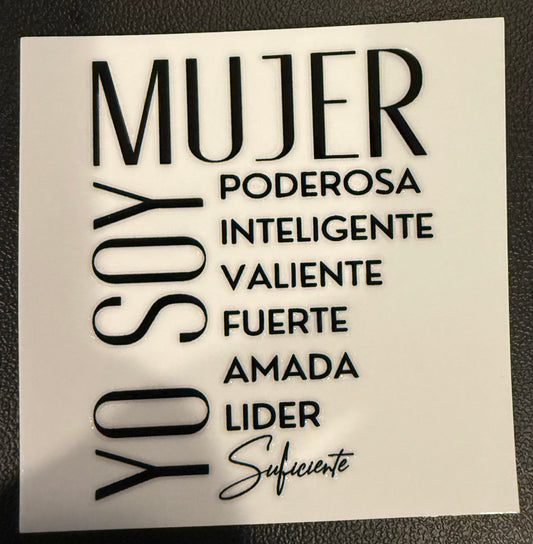 MUJER
YO SOY
PODEROSA
INTELIGENTE
VALIENTE
FUERTE
AMADA
LIDER
Suficiente